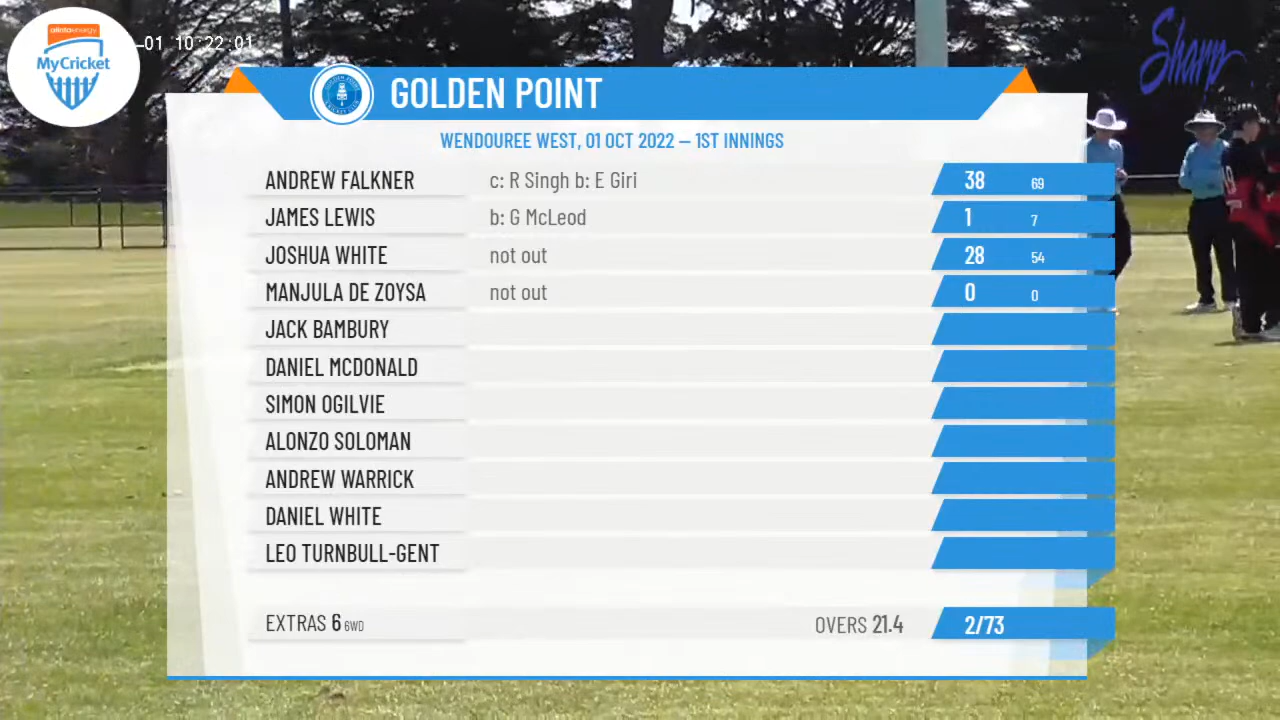 alintaenergy
MyCricket
-01 10:22:01
Sharp
GOLDEN POINT
WENDOUREE WEST, 01 OCT 2022 – 1ST INNINGS
ANDREW FALKNER c: R Singh b: E Giri 38 69
JAMES LEWIS b: G McLeod 1 7
JOSHUA WHITE not out 28 54
MANJULA DE ZOYSA not out 0 0
JACK BAMBURY
DANIEL MCDONALD
SIMON OGILVIE
ALONZO SOLOMAN
ANDREW WARRICK
DANIEL WHITE
LEO TURNBULL-GENT
EXTRAS 6 6WD OVERS 21.4 2/73